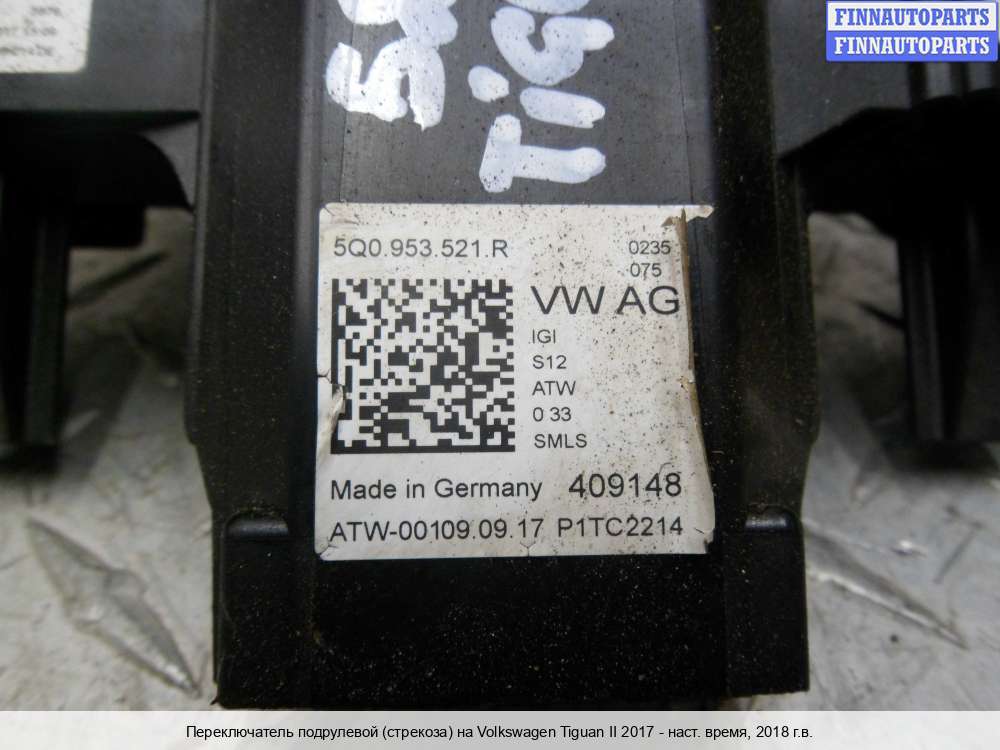 FINNAUTOPARTS
FINNAUTOPARTS
5Q
Tig
5Q0.953.521.R
0235
075
VW AG
IGI
S12
ATW
0 33
SMLS
Made in Germany 409148
ATW-00109.09.17 P1TC2214
Переключатель подрулевой (стрекоза) на Volkswagen Tiguan II 2017 - наст. время, 2018 г.в.